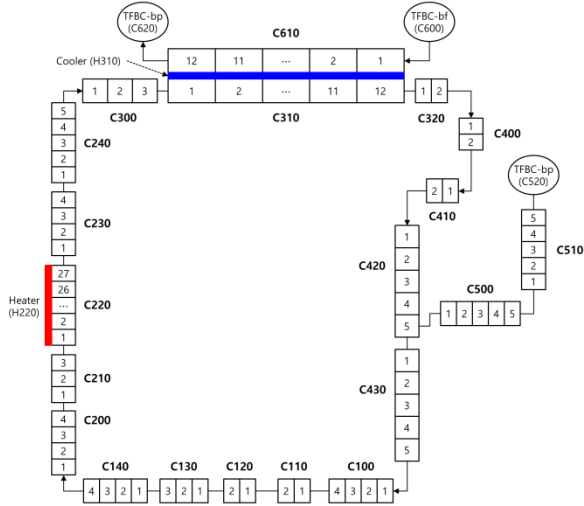 TFBC-bp
(C620)
C610
TFBC-bf
(C600)
Cooler (H310)
12 11 ... 2 1
1 2 3
1 2 ... 11 12
1 2
C300
C310
C320
5
4
3
2
1
C240
1
2
C400
2 1
C410
TFBC-bp
(C520)
4
3
2
1
C230
1
2
3
4
5
C420
5
4
3
2
1
C510
Heater
(H220)
27
26
...
2
1
C220
C500
1 2 3 4 5
3
2
1
C210
1
2
3
4
5
C430
4
3
2
1
C200
C140 C130 C120 C110 C100
4 3 2 1 3 2 1 2 1 2 1 4 3 2 1